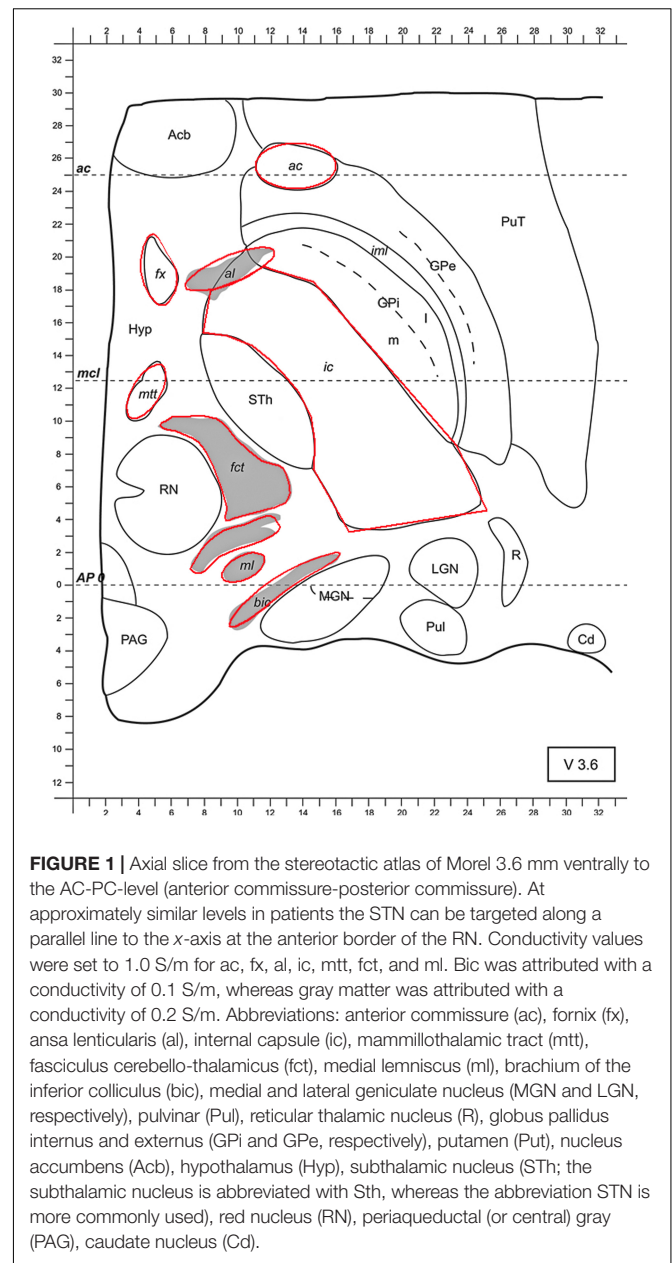 2 4 6 8 10 12 14 16 18 20 22 24 26 28 30 32
32
30
28
Acb
26
ac
ac
24
22
PuT
iml
20
GPe
fx
al
18
GPi
l
16
Hyp
m
14
ic
mcl
12
mtt
STh
10
8
fct
6
RN
4
2
R
ml
LGN
AP 0
0
bic
MGN
2
Pul
PAG
Cd
4
6
8
10
V 3.6
12
2 4 6 8 10 12 14 16 18 20 22 24 26 28 30 32
FIGURE 1 | Axial slice from the stereotactic atlas of Morel 3.6 mm ventrally to
the AC-PC-level (anterior commissure-posterior commissure). At
approximately similar levels in patients the STN can be targeted along a
parallel line to the x-axis at the anterior border of the RN. Conductivity values
were set to 1.0 S/m for ac, fx, al, ic, mtt, fct, and ml. Bic was attributed with a
conductivity of 0.1 S/m, whereas gray matter was attributed with a
conductivity of 0.2 S/m. Abbreviations: anterior commissure (ac), fornix (fx),
ansa lenticularis (al), internal capsule (ic), mammillothalamic tract (mtt),
fasciculus cerebello-thalamicus (fct), medial lemniscus (ml), brachium of the
inferior colliculus (bic), medial and lateral geniculate nucleus (MGN and LGN,
respectively), pulvinar (Pul), reticular thalamic nucleus (R), globus pallidus
internus and externus (GPi and GPe, respectively), putamen (Put), nucleus
accumbens (Acb), hypothalamus (Hyp), subthalamic nucleus (STh; the
subthalamic nucleus is abbreviated with Sth, whereas the abbreviation STN is
more commonly used), red nucleus (RN), periaqueductal (or central) gray
(PAG), caudate nucleus (Cd).